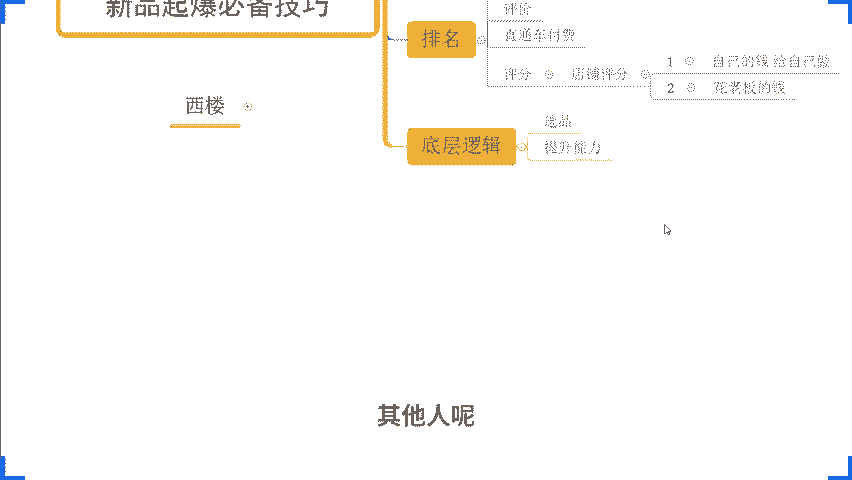 新品起爆必备技巧
评价
排名
直通车付费
评分
店铺评分
1 自己的钱 给自己做
2 花老板的钱
西楼
底层逻辑
选品
提升能力
其他人呢